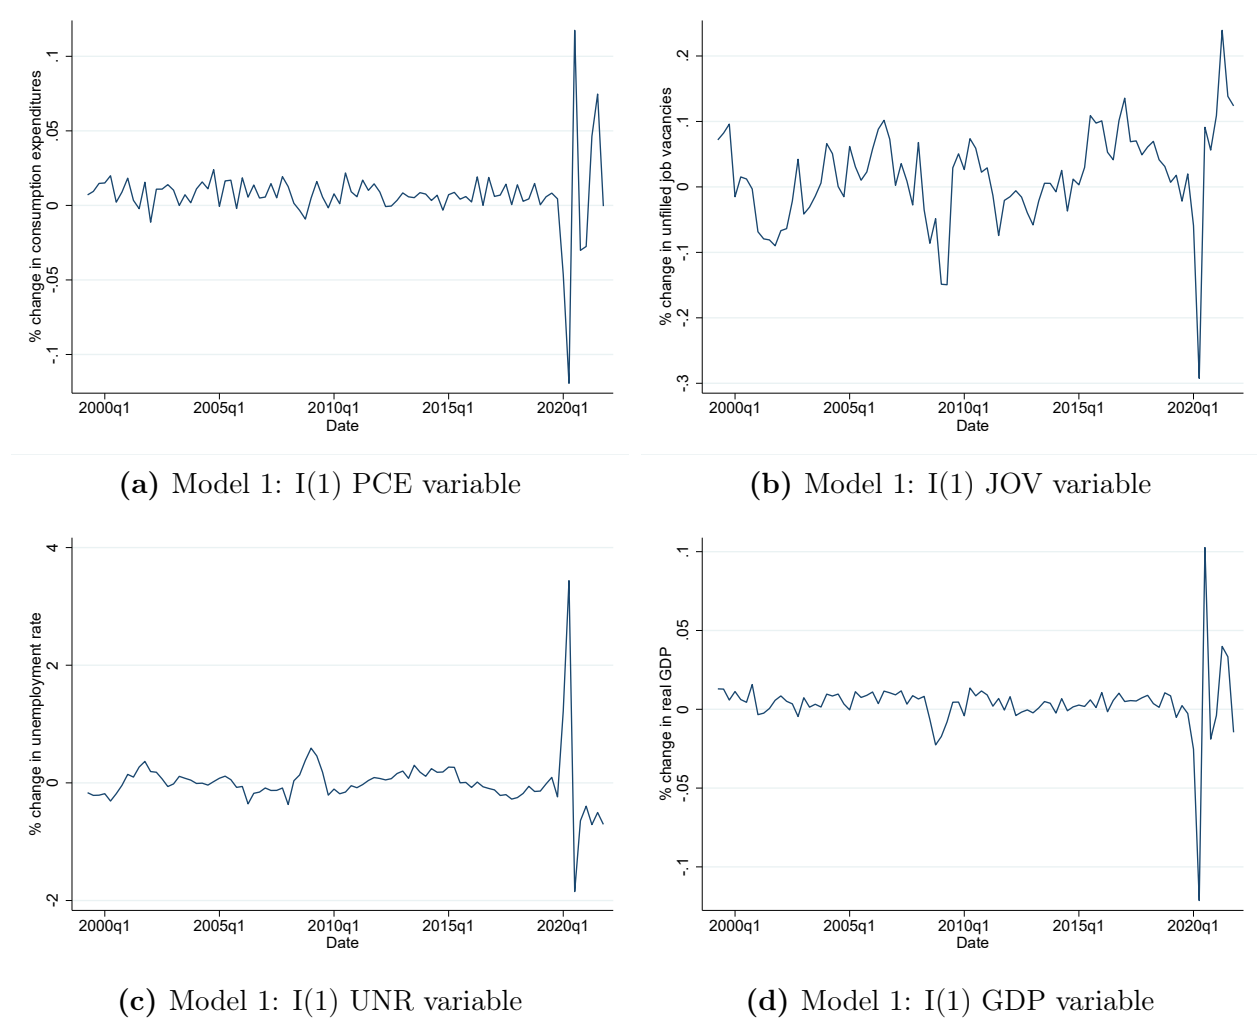 % change in consumption expenditures
.1
.05
0
-.05
-.1
2000q1 2005q1 2010q1 2015q1 2020q1
Date
(a) Model 1: I(1) PCE variable
% change in unfilled job vacancies
.2
.1
0
-.1
-.2
-.3
2000q1 2005q1 2010q1 2015q1 2020q1
Date
(b) Model 1: I(1) JOV variable
% change in unemployment rate
4
2
0
-2
2000q1 2005q1 2010q1 2015q1 2020q1
Date
(c) Model 1: I(1) UNR variable
% change in real GDP
.1
.05
0
-.05
-.1
2000q1 2005q1 2010q1 2015q1 2020q1
Date
(d) Model 1: I(1) GDP variable